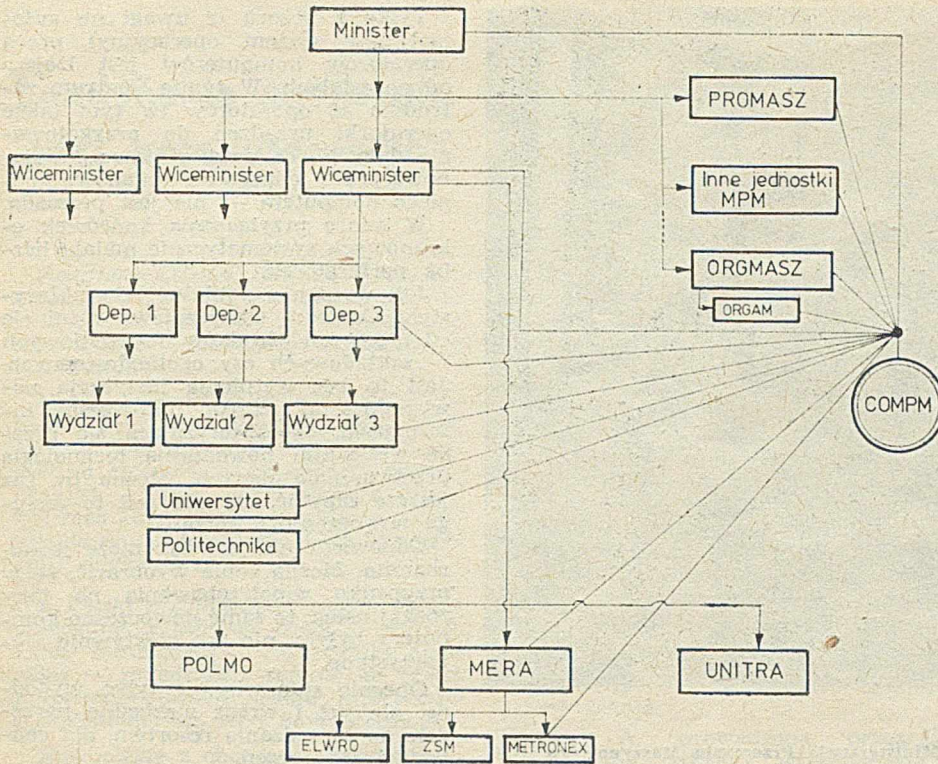 Minister
PROMASZ
Wiceminister
Wiceminister
Wiceminister
Inne jednostki
MPM
ORGMASZ
ORGAM
Dep. 1
Dep. 2
Dep. 3
COMPM
Wydział 1
Wydział 2
Wydział 3
Uniwersytet
Politechnika
POLMO
MERA
UNITRA
ELWRO
ZSM
METRONEX